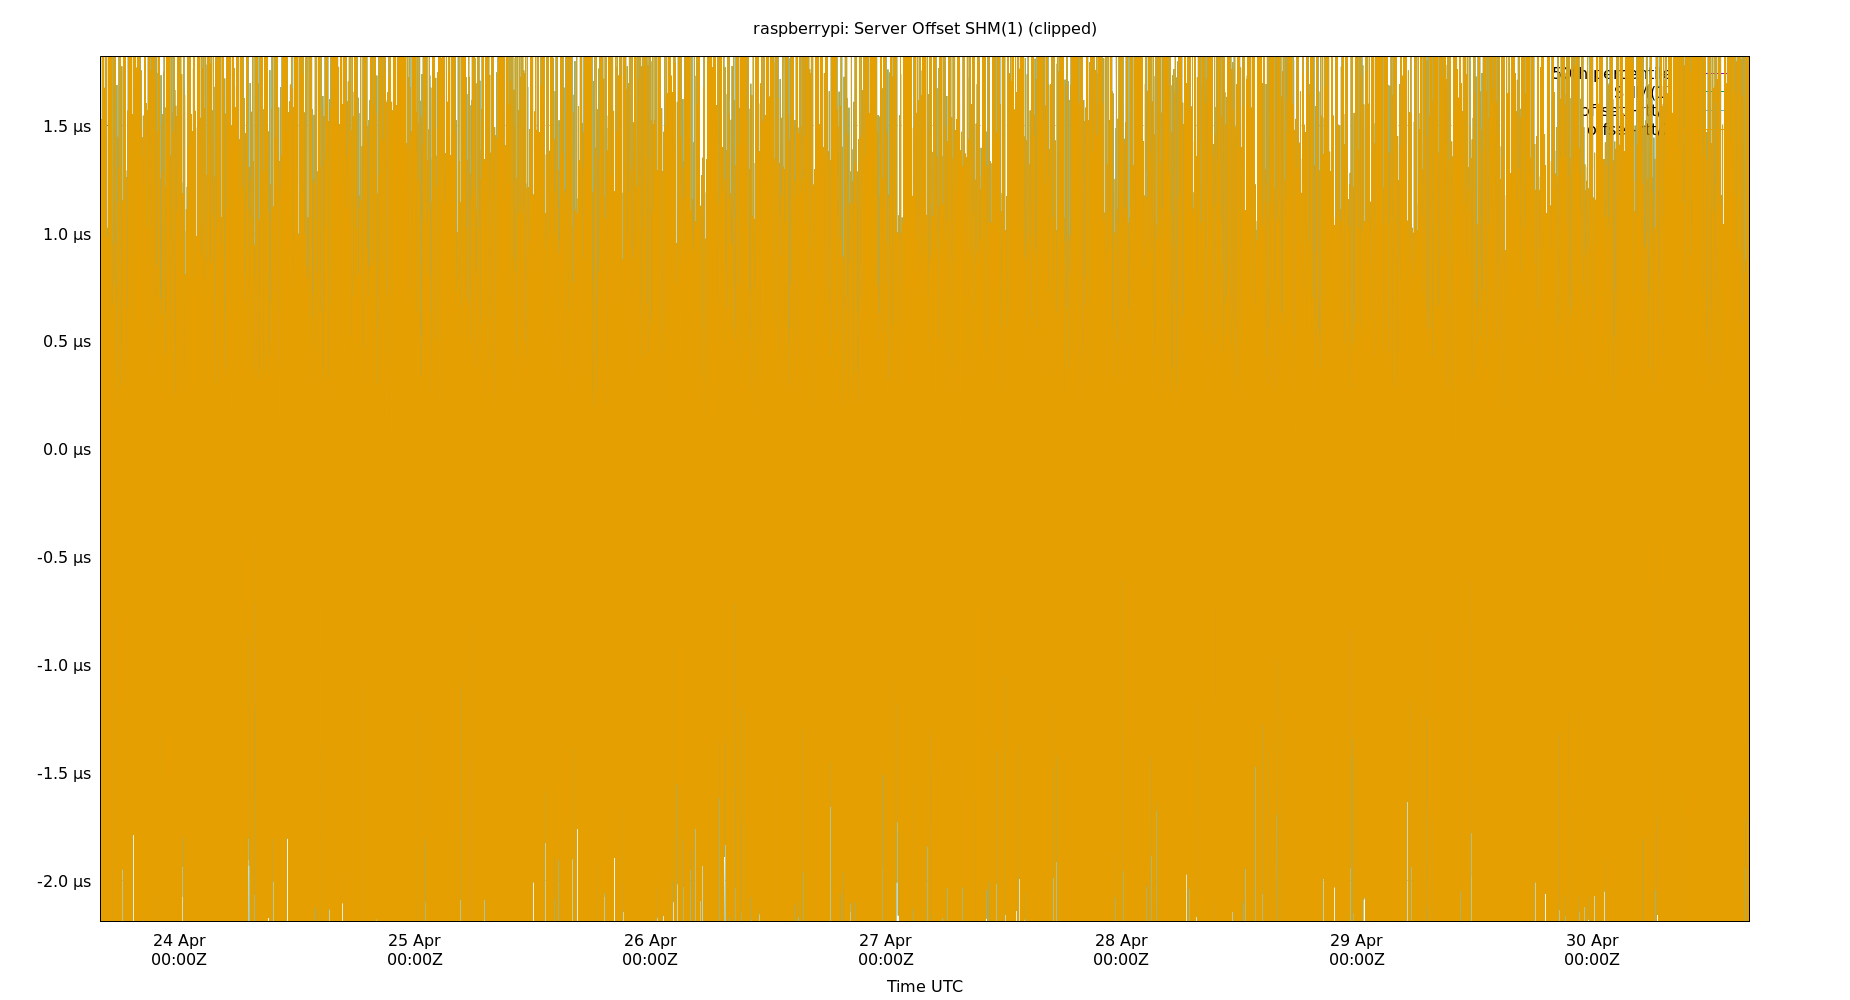 raspberrypi: Server Offset SHM(1) (clipped)
1.5 µs
1.0 µs
0.5 µs
0.0 µs
-0.5 µs
-1.0 µs
-1.5 µs
-2.0 µs
24 Apr 25 Apr 26 Apr 27 Apr 28 Apr 29 Apr 30 Apr
00:00Z 00:00Z 00:00Z 00:00Z 00:00Z 00:00Z 00:00Z
Time UTC